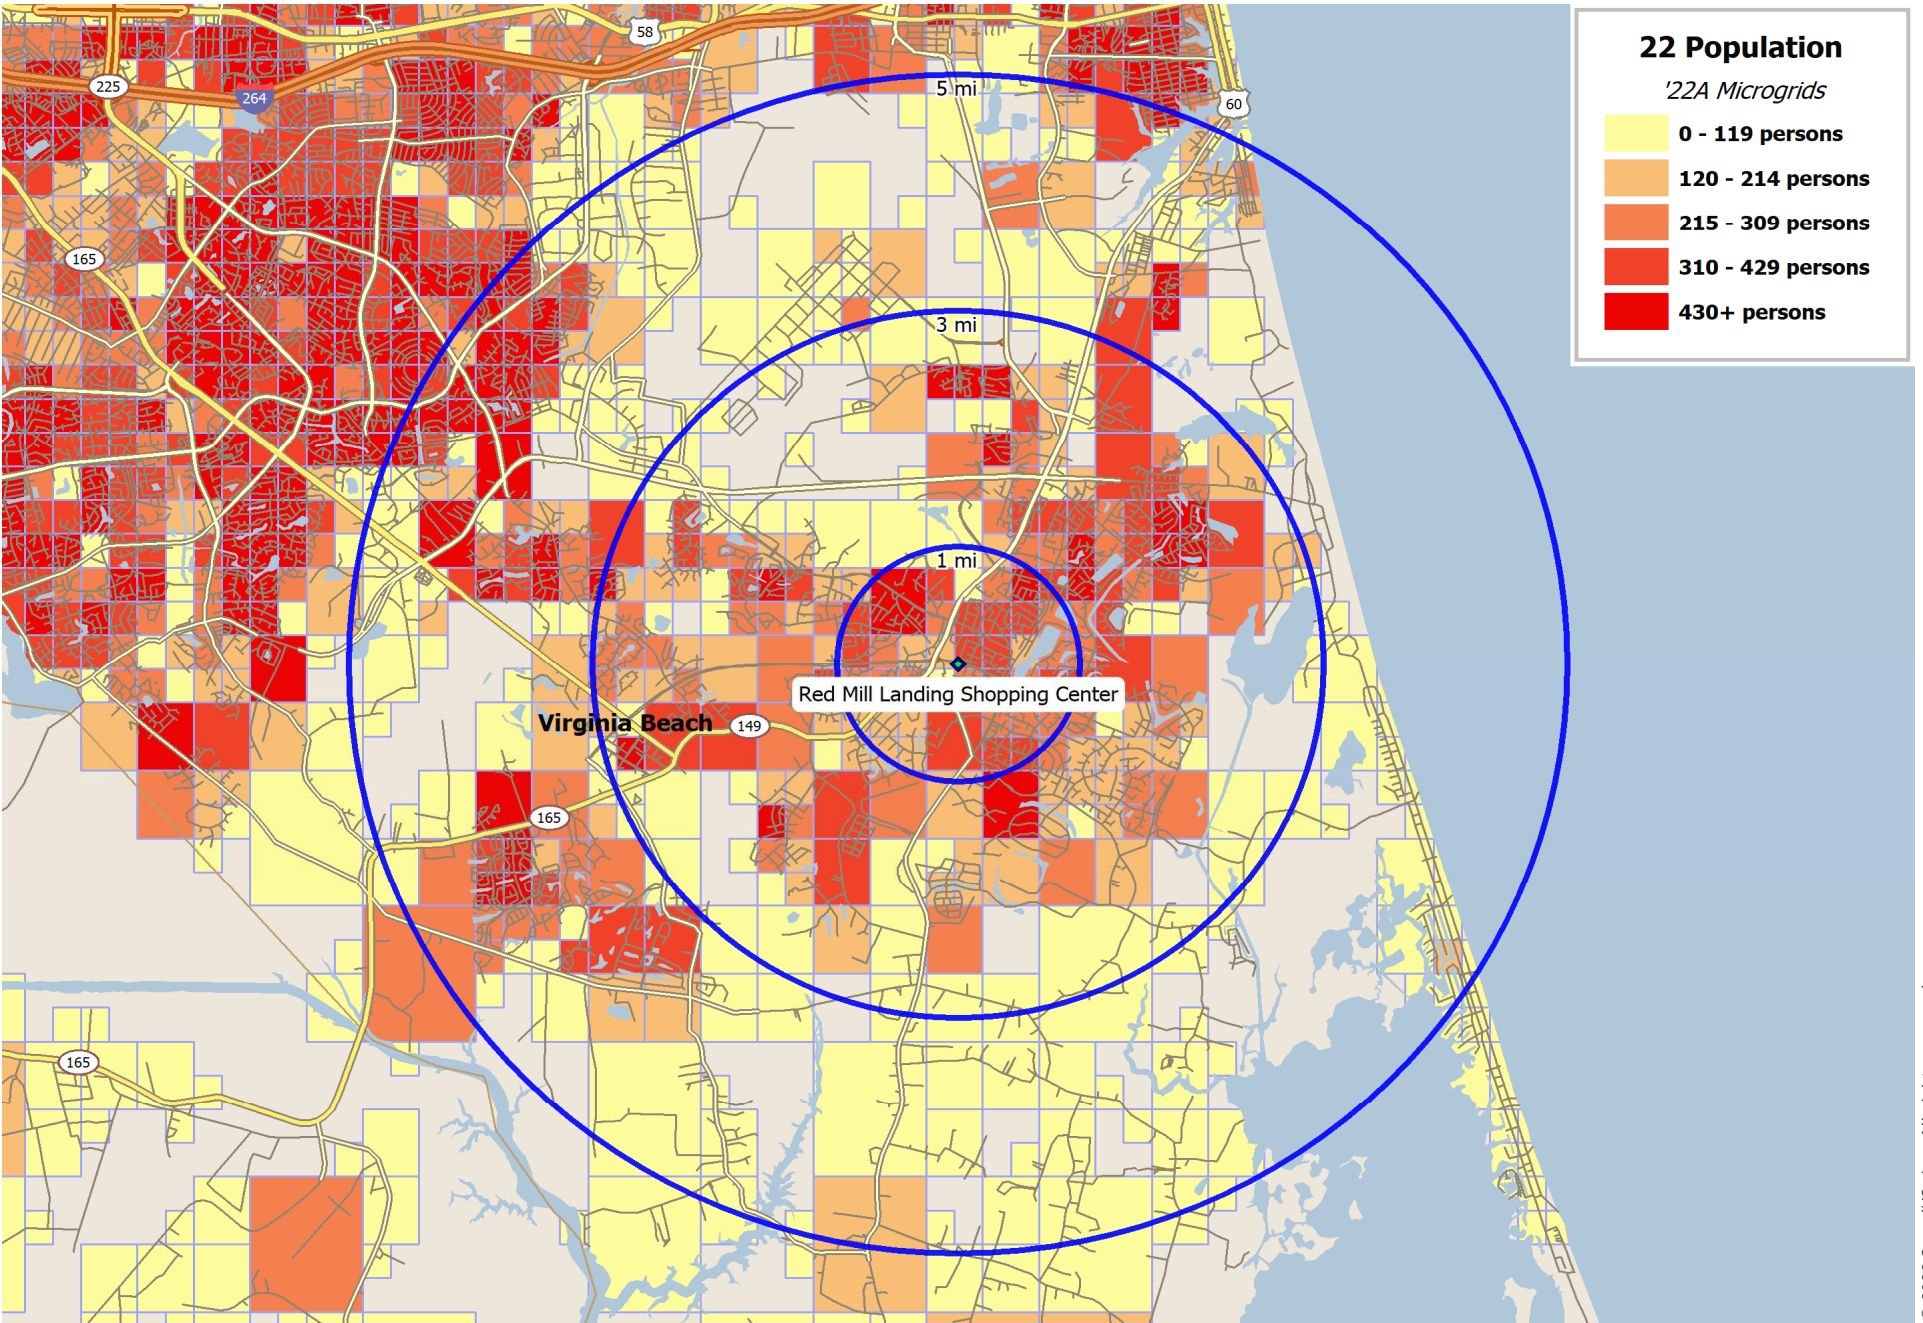 22 Population
'22A Microgrids
0 - 119 persons
120 - 214 persons
215 - 309 persons
310 - 429 persons
430+ persons
58
225
264
5 mi
60
165
3 mi
1 mi
Red Mill Landing Shopping Center
Virginia Beach
149
165
165